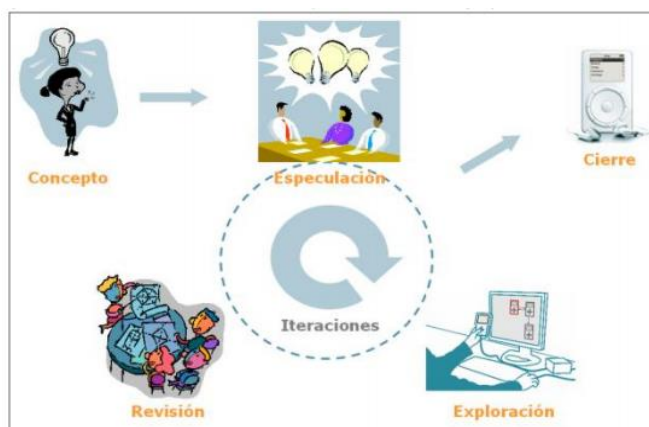 Concepto
Especulación
Cierre
Iteraciones
Revisión
Exploración